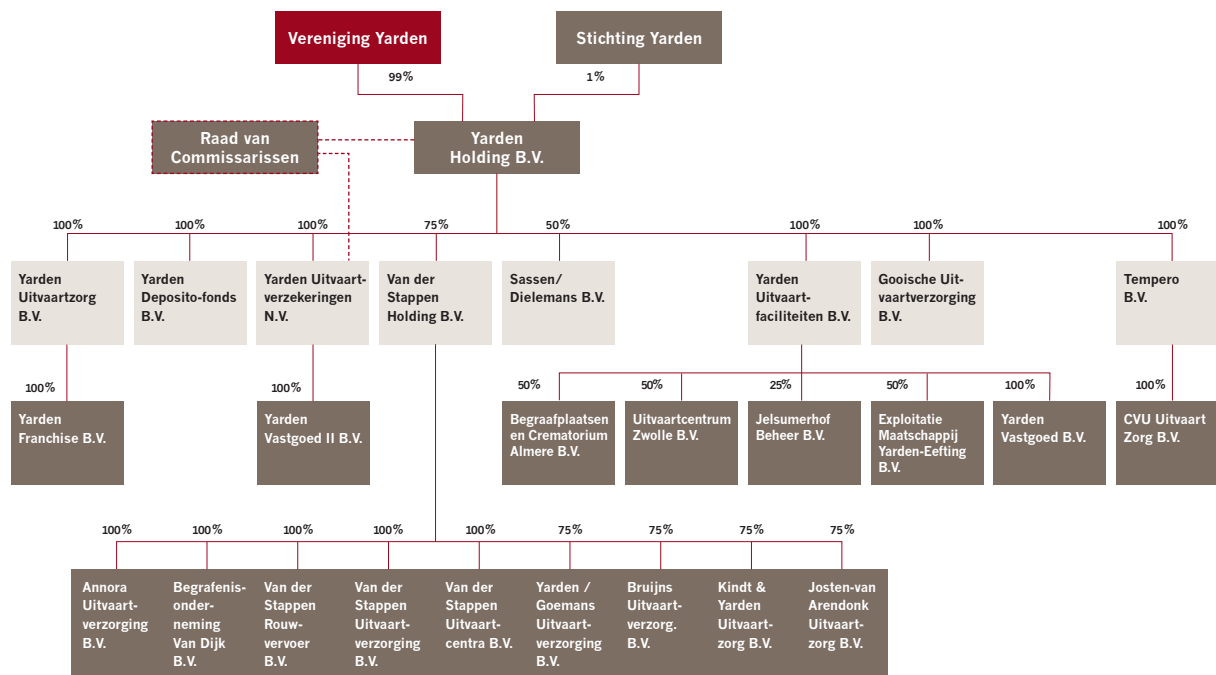 Vereniging Yarden
Stichting Yarden
99%
1%
Raad van
Commissarissen
Yarden
Holding B.V.
100%
100%
100%
75%
50%
100%
100%
100%
Yarden
Uitvaartzorg
B.V.
Yarden
Deposito-fonds
B.V.
Yarden Uitvaart-
verzekeringen
N.V.
Van der
Stappen
Holding B.V.
Sassen/
Dielemans B.V.
Yarden
Uitvaart-
faciliteiten B.V.
Gooische Uit-
vaartverzorging
B.V.
Tempero
B.V.
100%
100%
50%
50%
25%
50%
100%
100%
Yarden
Franchise B.V.
Yarden
Vastgoed II B.V.
Begraafplaatsen
en Crematorium
Almere B.V.
Uitvaartcentrum
Zwolle B.V.
Jelsumerhof
Beheer B.V.
Exploitatie
Maatschappij
Yarden-Eefting
B.V.
Yarden
Vastgoed B.V.
CVU Uitvaart
Zorg B.V.
100%
100%
100%
100%
100%
75%
75%
75%
75%
Annora
Uitvaart-
verzorging
B.V.
Begrafenis-
onder-
neming
Van Dijk
B.V.
Van der
Stappen
Rouw-
vervoer
B.V.
Van der
Stappen
Uitvaart-
verzorging
B.V.
Van der
Stappen
Uitvaart-
centra B.V.
Yarden /
Goemans
Uitvaart-
verzorging
B.V.
Bruijns
Uitvaart-
verzorg.
B.V.
Kindt &
Yarden
Uitvaart-
zorg B.V.
Josten-van
Arendonk
Uitvaart-
zorg B.V.